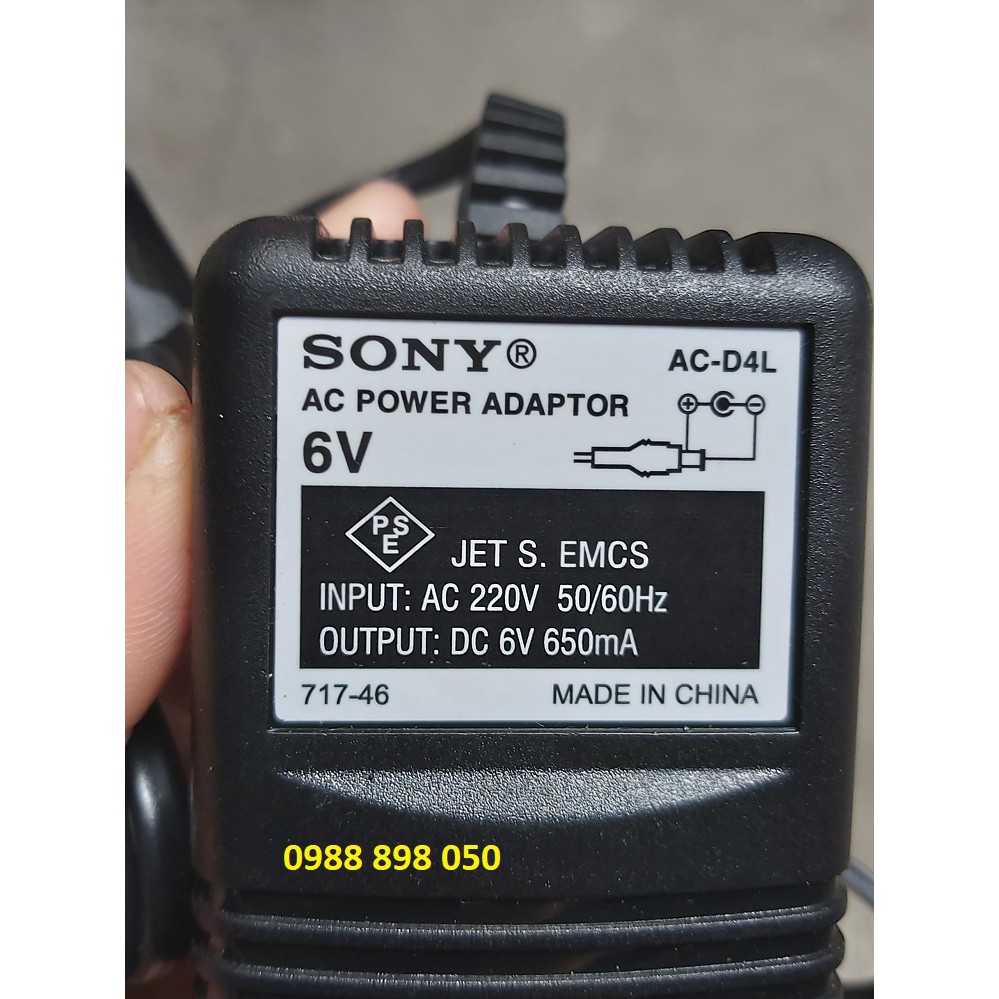 SONY® AC-D4L
AC POWER ADAPTOR
6V
PSE JET S. EMCS
INPUT: AC 220V 50/60Hz
OUTPUT: DC 6V 650mA
717-46 MADE IN CHINA
0988 898 050